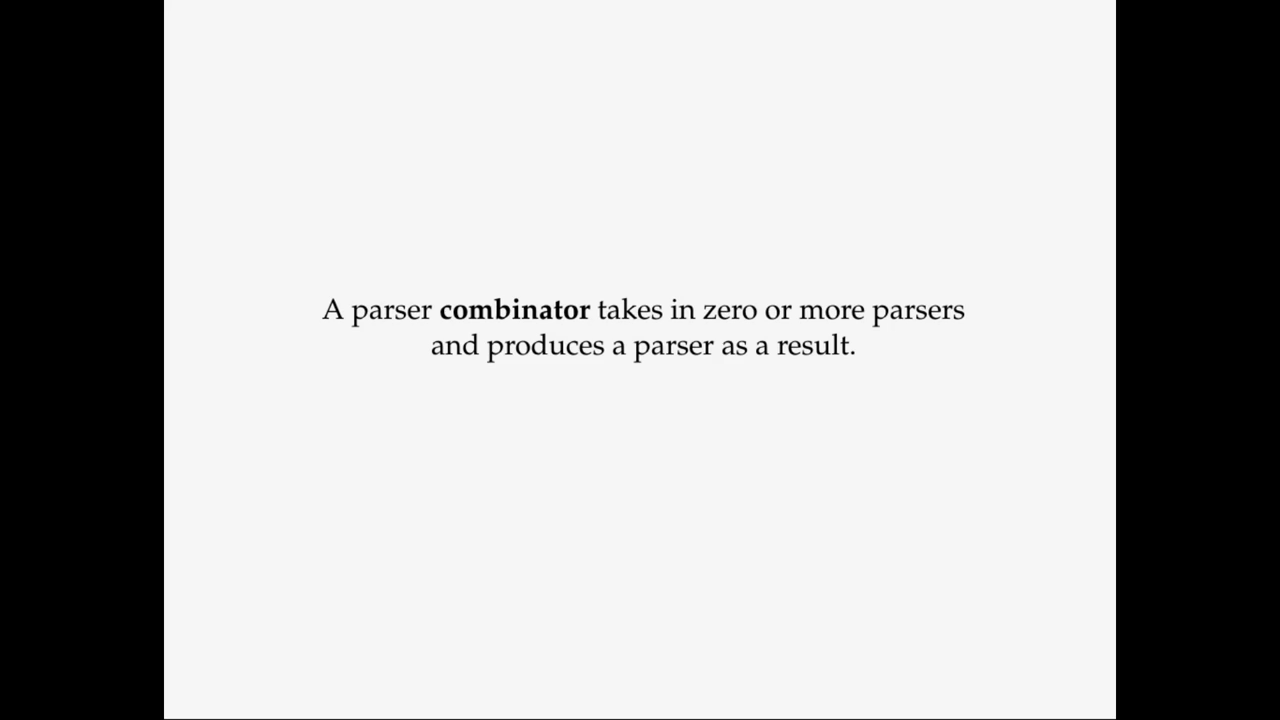 A parser combinator takes in zero or more parsers
and produces a parser as a result.